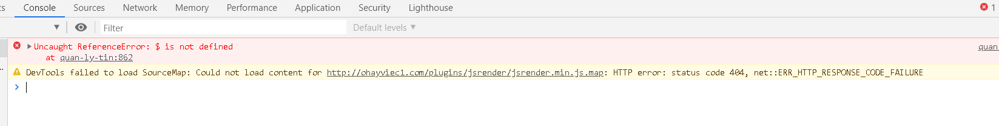 Console Sources Network Memory Performance Application Security Lighthouse 1
Filter Default levels
Uncaught ReferenceError: $ is not defined quan
at quan-ly-tin:862
DevTools failed to load SourceMap: Could not load content for http://ohayviec1.com/plugins/jsrender/jsrender.min.js.map: HTTP error: status code 404, net::ERR_HTTP_RESPONSE_CODE_FAILURE